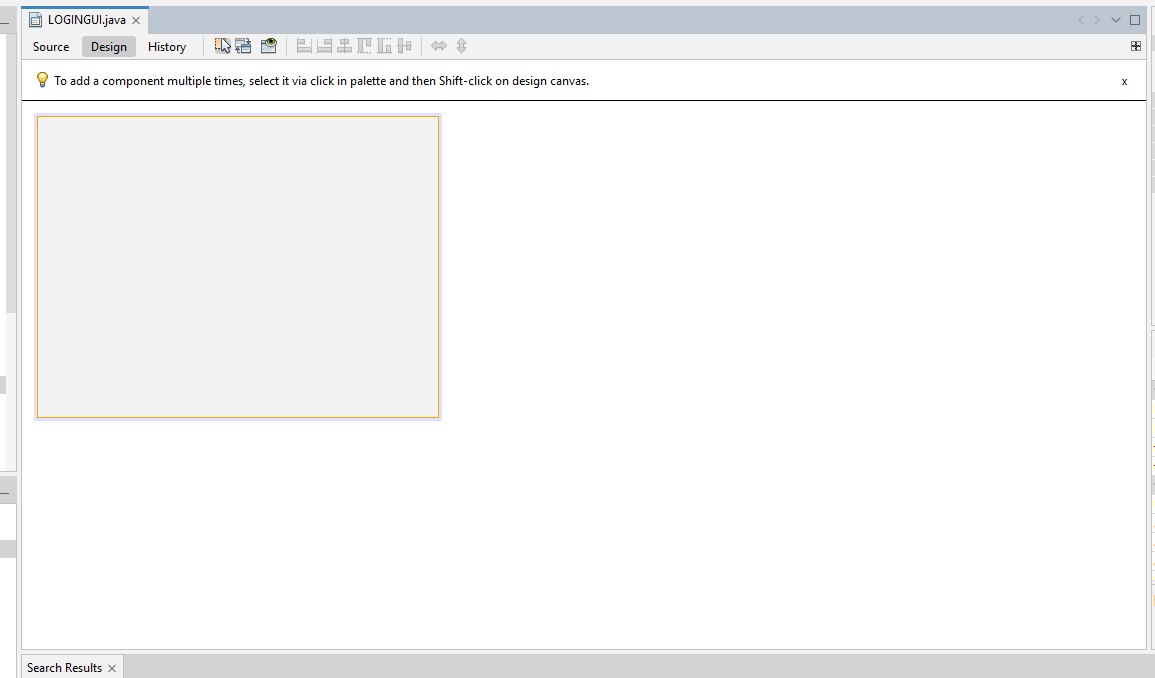 LOGINGUI.java
Source Design History
To add a component multiple times, select it via click in palette and then Shift-click on design canvas. x
Search Results